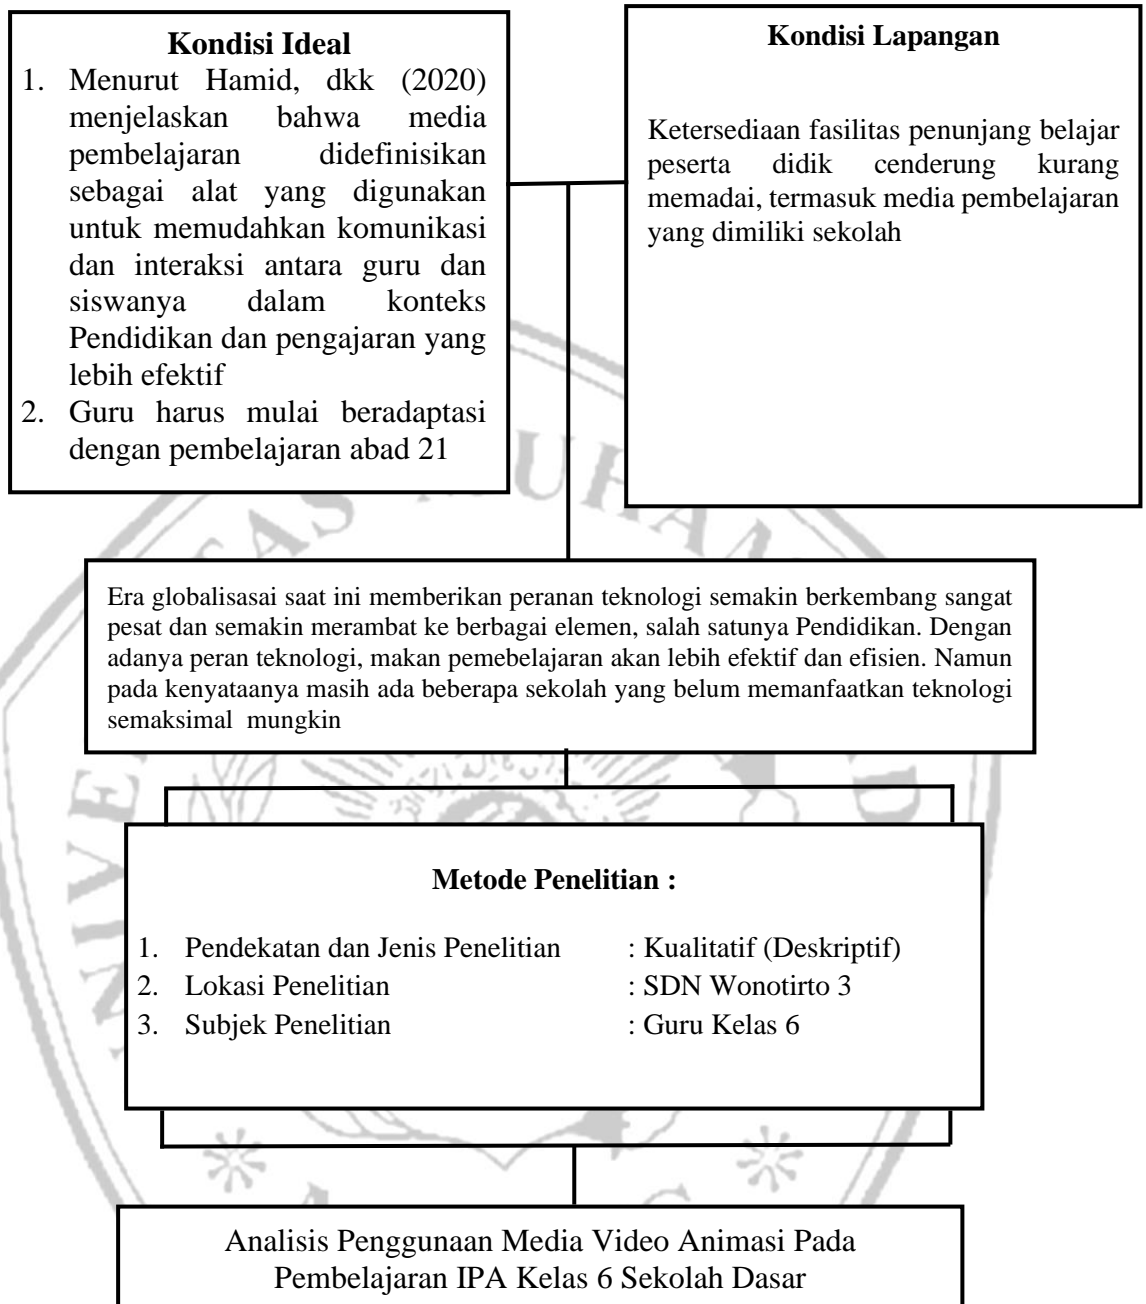 Kondisi Ideal
1. Menurut Hamid, dkk (2020)
menjelaskan bahwa media
pembelajaran didefinisikan
sebagai alat yang digunakan
untuk memudahkan komunikasi
dan interaksi antara guru dan
siswanya dalam konteks
Pendidikan dan pengajaran yang
lebih efektif
2. Guru harus mulai beradaptasi
dengan pembelajaran abad 21
Kondisi Lapangan
Ketersediaan fasilitas penunjang belajar
peserta didik cenderung kurang
memadai, termasuk media pembelajaran
yang dimiliki sekolah
Era globalisasai saat ini memberikan peranan teknologi semakin berkembang sangat
pesat dan semakin merambat ke berbagai elemen, salah satunya Pendidikan. Dengan
adanya peran teknologi, makan pemebelajaran akan lebih efektif dan efisien. Namun
pada kenyataanya masih ada beberapa sekolah yang belum memanfaatkan teknologi
semaksimal mungkin
Metode Penelitian :
1. Pendekatan dan Jenis Penelitian : Kualitatif (Deskriptif)
2. Lokasi Penelitian : SDN Wonotirto 3
3. Subjek Penelitian : Guru Kelas 6
Analisis Penggunaan Media Video Animasi Pada
Pembelajaran IPA Kelas 6 Sekolah Dasar